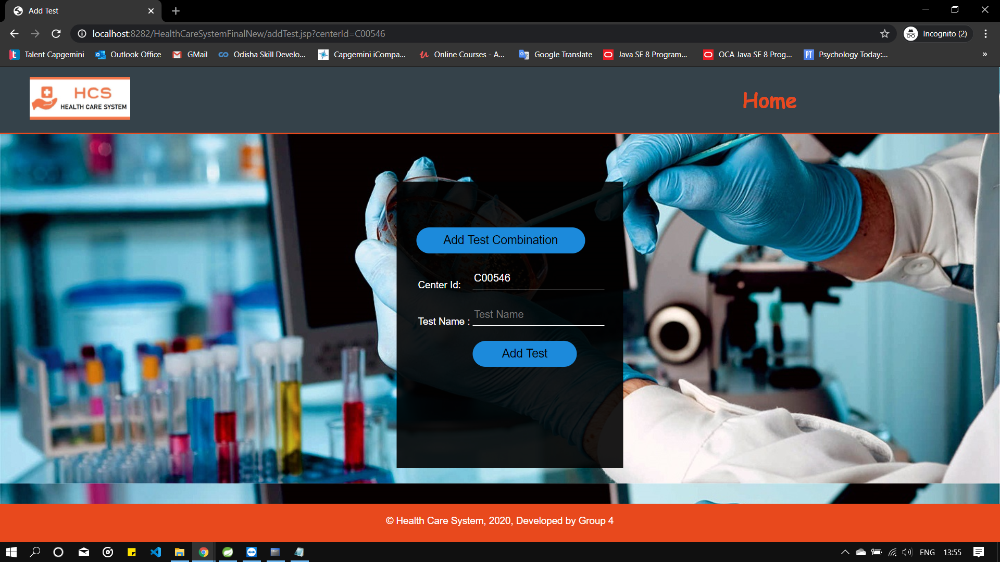 Add Test
localhost:8282/HealthCareSystemFinalNew/addTest.jsp?centerId=C00546
Incognito (2)
Talent Capgemini
Outlook Office
GMail
Odisha Skill Develo...
Capgemini iCompa...
Online Courses - A...
Google Translate
Java SE 8 Program...
OCA Java SE 8 Prog...
PT
Psychology Today:...
»
HCS
HEALTH CARE SYSTEM
Home
Add Test Combination
Center Id:
C00546
Test Name :
Test Name
Add Test
© Health Care System, 2020, Developed by Group 4
ENG
13:55